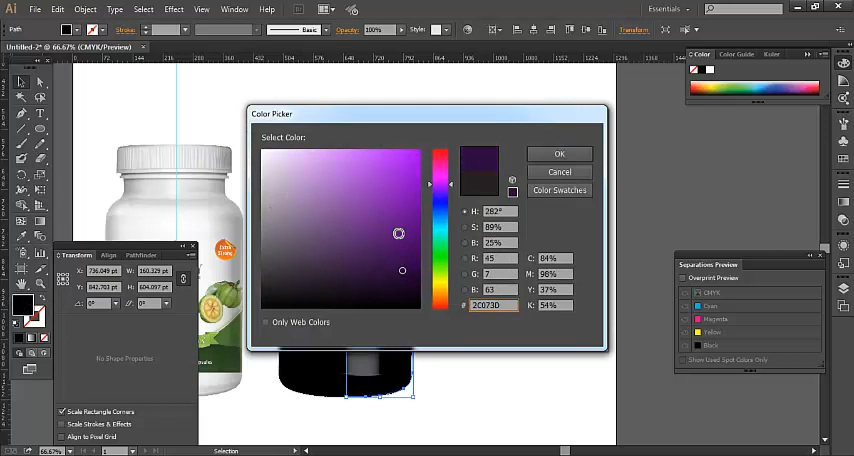 Ai File Edit Object Type Select Effect View Window Help Essentials
Path Stroke: Basic Opacity: 100% Style: Transform
Untitled-2* @ 66.67% (CMYK/Preview)
Color Color Guide Kuler
Color Picker
Select Color:
OK
Cancel
Color Swatches
H: 282°
S: 89%
B: 25%
R: 45 C: 84%
G: 7 M: 98%
B: 63 Y: 37%
# 2C073D K: 54%
Only Web Colors
Transform Align Pathfinder
X: 736.049 pt W: 160.329 pt
Y: 842.703 pt H: 604.097 pt
0° 0°
No Shape Properties
Scale Rectangle Corners
Scale Strokes & Effects
Align to Pixel Grid
Separations Preview
Overprint Preview
CMYK
Cyan
Magenta
Yellow
Black
Show Used Spot Colors Only
66.67% 1 Selection